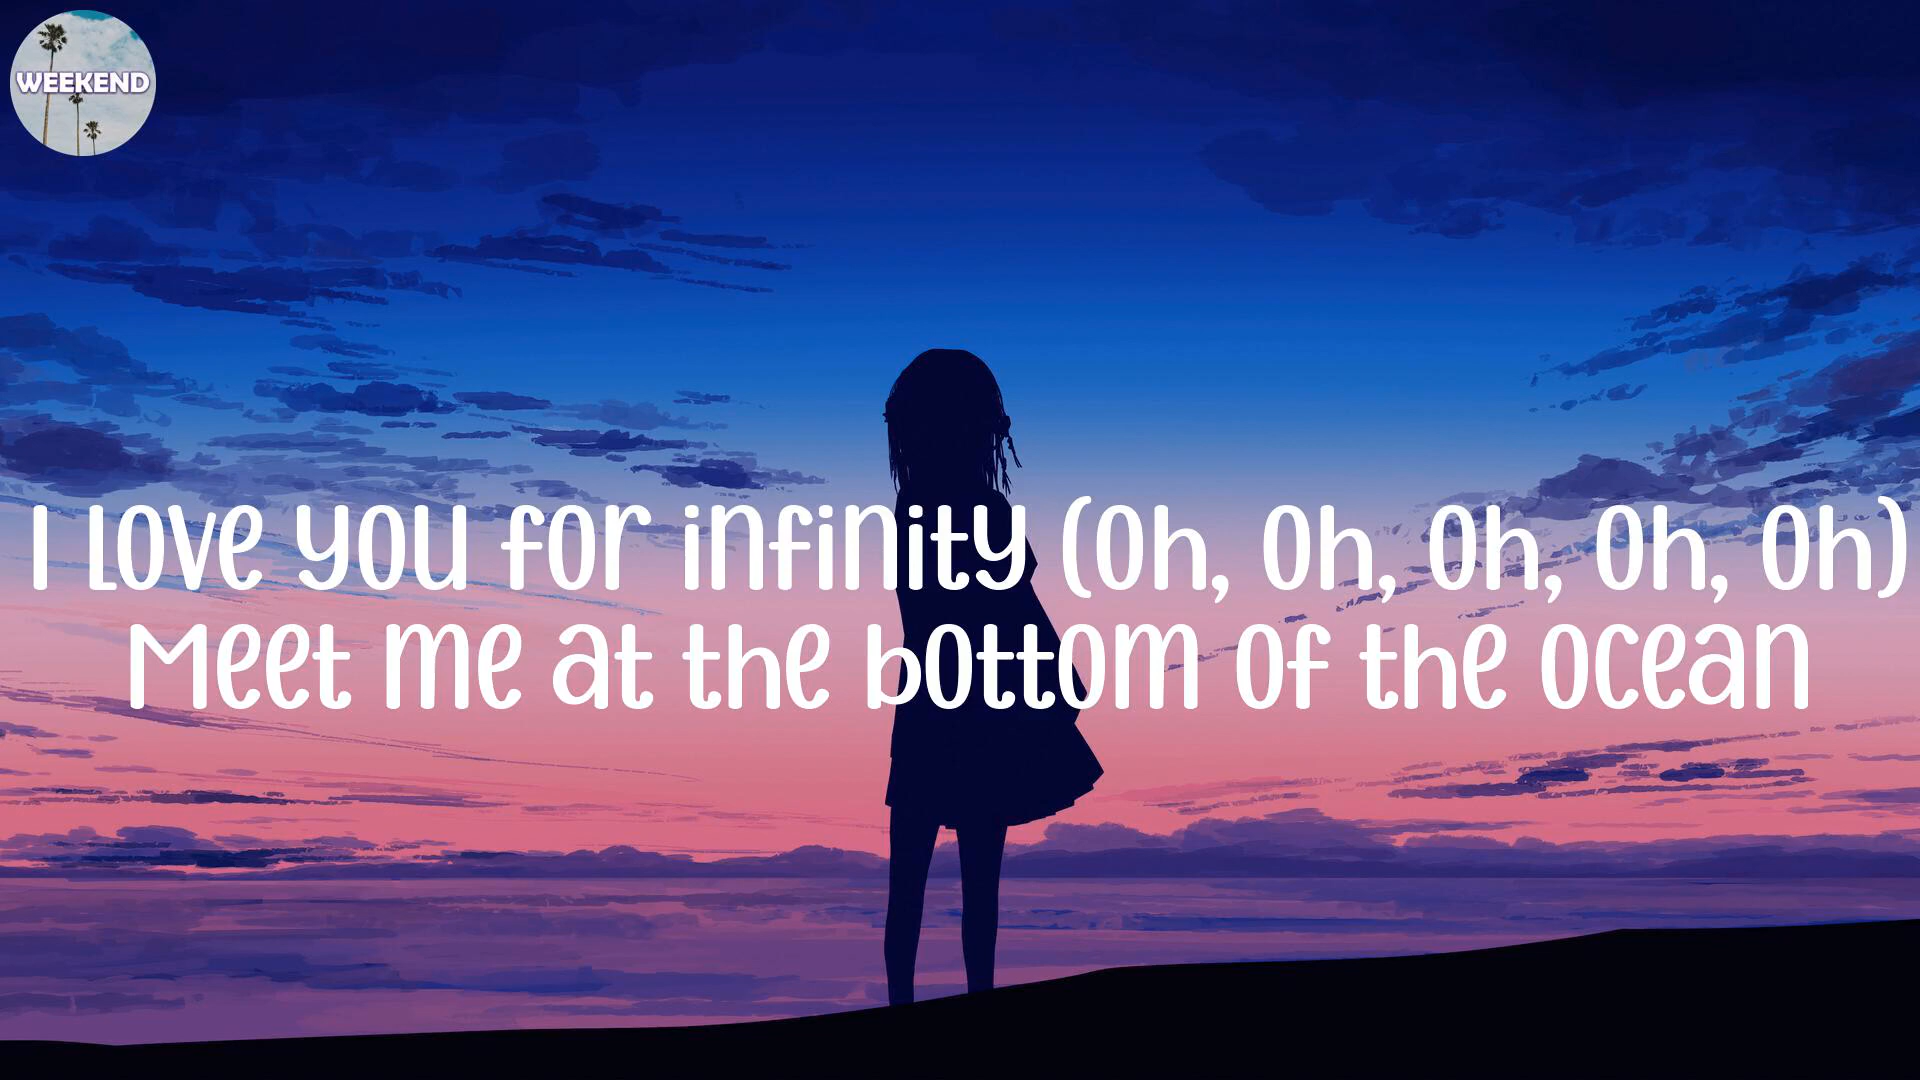 WEEKEND
I Love you for infinity (Oh, Oh, Oh, Oh, Oh)
Meet me at the bottom of the ocean